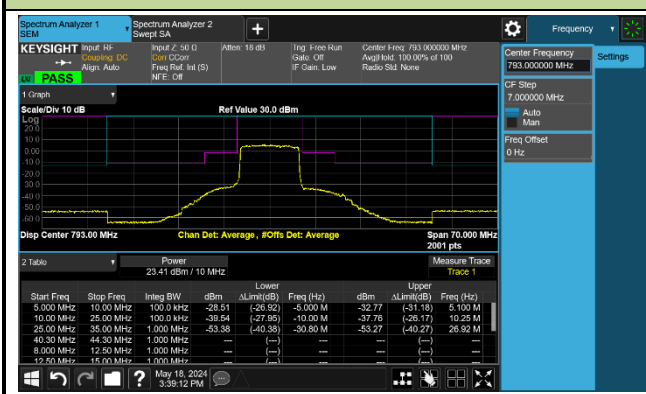 Spectrum Analyzer 1
SEM
Spectrum Analyzer 2
Swept SA
+
Frequency
KEYSIGHT
Input: RF
Coupling: DC
Align: Auto
Input Z: 50 Ω
Corr CCorr
Freq Ref: Int (S)
NFE: Off
Atten: 18 dB
Trig: Free Run
Gate: Off
IF Gain: Low
Center Freq: 793.000000 MHz
Avg|Hold: 100.00% of 100
Radio Std: None
PASS
Center Frequency
793.000000 MHz
Settings
CF Step
7.000000 MHz
Auto
Man
Freq Offset
0 Hz
1 Graph
Scale/Div 10 dB
Ref Value 30.0 dBm
Log
20.0
10.0
0.00
-10.0
-20.0
-30.0
-40.0
-50.0
-60.0
Disp Center 793.00 MHz
Chan Det: Average, #Offs Det: Average
Span 70.000 MHz
2001 pts
2 Table
Power
23.41 dBm / 10 MHz
Measure Trace
Trace 1
Lower Upper
Start Freq Stop Freq Integ BW dBm ΔLimit(dB) Freq (Hz) dBm ΔLimit(dB) Freq (Hz)
5.000 MHz 10.00 MHz 100.0 kHz -28.51 (-26.92) -5.000 M -32.77 (-31.18) 5.100 M
10.00 MHz 25.00 MHz 100.0 kHz -39.54 (-27.95) -10.00 M -37.76 (-26.17) 10.25 M
25.00 MHz 35.00 MHz 1.000 MHz -53.38 (-40.38) -30.80 M -53.27 (-40.27) 26.92 M
40.30 MHz 44.30 MHz 1.000 MHz --- (---) --- (---)
8.000 MHz 12.50 MHz 1.000 MHz --- (---) --- (---)
12.50 MHz 15.00 MHz 1.000 MHz --- (---) --- (---)
?
May 18, 2024
3:39:12 PM